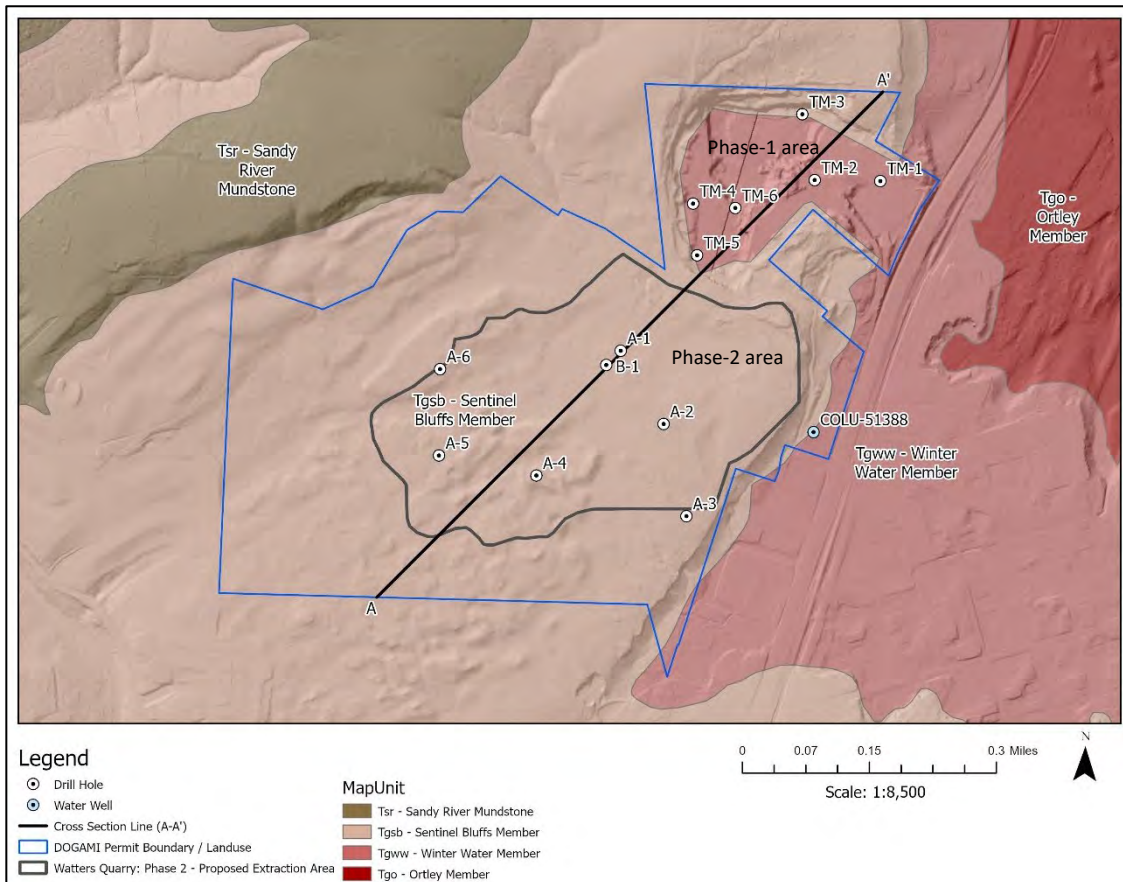 A'
TM-3
Phase-1 area
Tsr - Sandy
River
Mundstone
TM-2
TM-1
TM-4
TM-6
Tgo -
Ortley
Member
TM-5
A-1
Phase-2 area
B-1
A-6
Tgsb - Sentinel
Bluffs Member
A-2
COLU-51388
A-5
Tgww - Winter
Water Member
A-4
A-3
A
Legend
Drill Hole
Water Well
Cross Section Line (A-A')
DOGAMI Permit Boundary / Landuse
Watters Quarry: Phase 2 - Proposed Extraction Area
MapUnit
Tsr - Sandy River Mundstone
Tgsb - Sentinel Bluffs Member
Tgww - Winter Water Member
Tgo - Ortley Member
0 0.07 0.15 0.3 Miles
Scale: 1:8,500
N